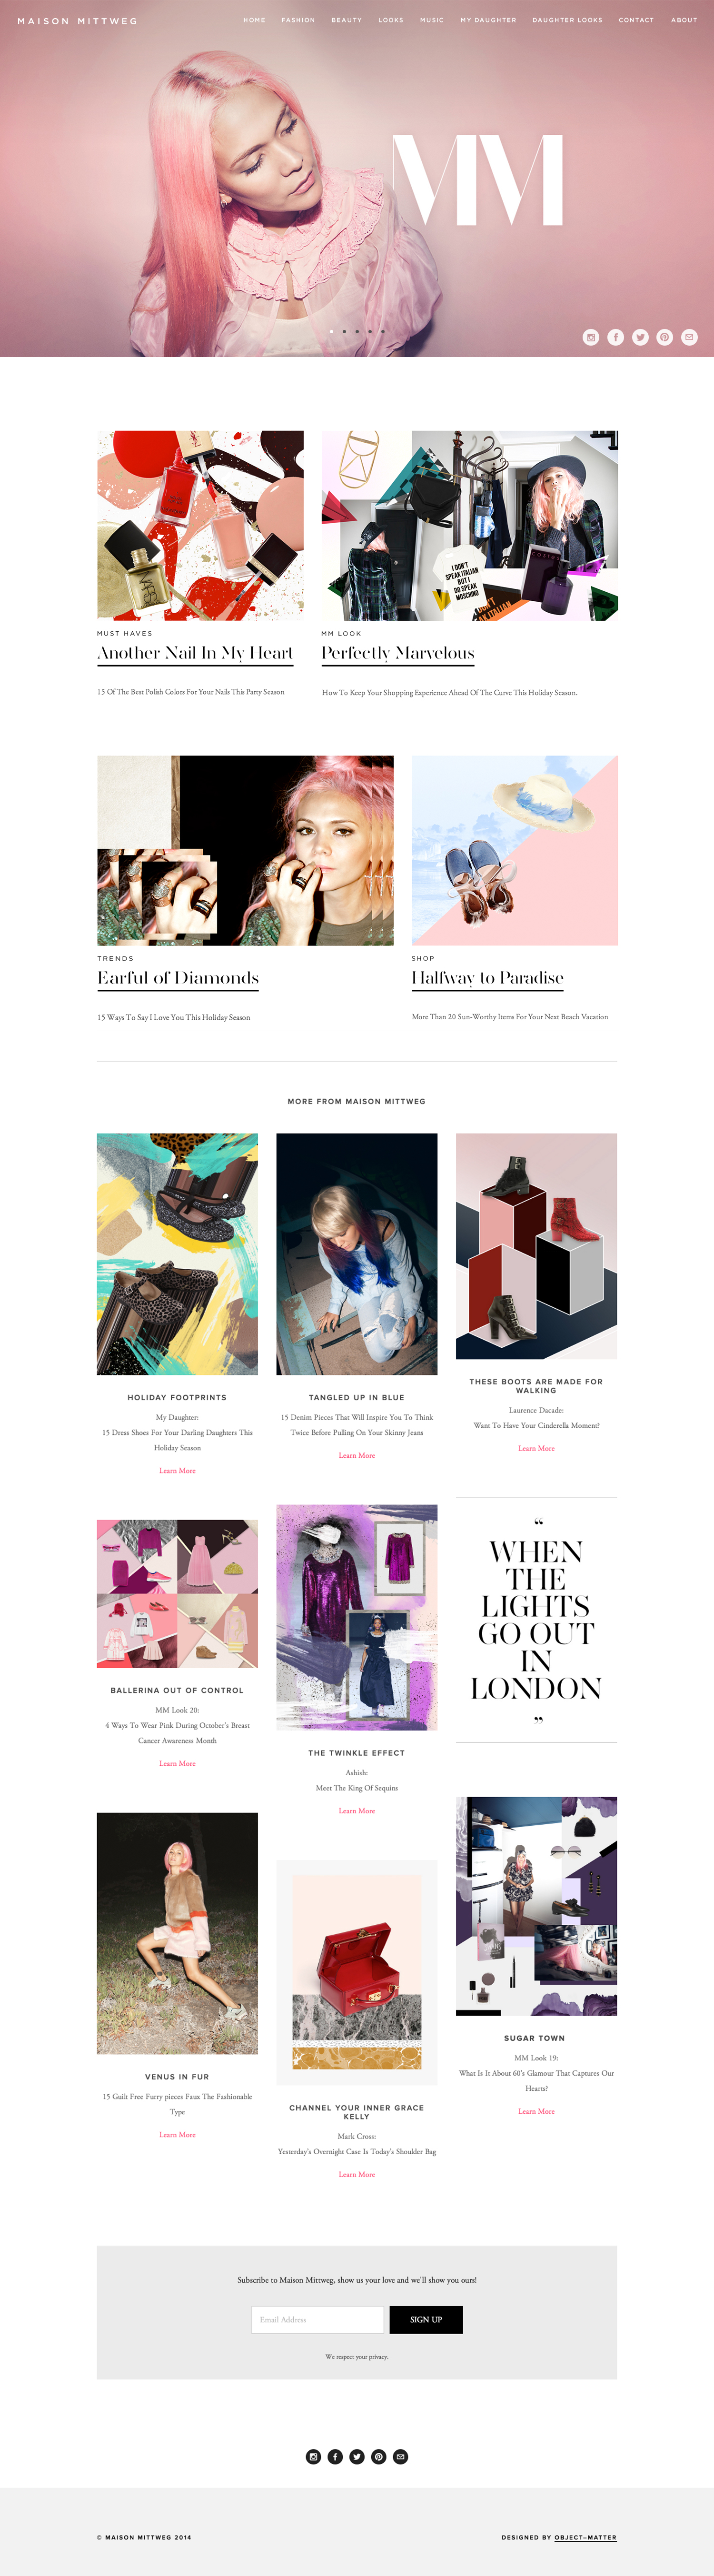 MAISON MITTWEG
HOME FASHION BEAUTY LOOKS MUSIC MY DAUGHTER DAUGHTER LOOKS CONTACT ABOUT
MM
MUST HAVES
Another Nail In My Heart
15 Of The Best Polish Colors For Your Nails This Party Season
I DON'T
SPEAK ITALIAN
BUT I
DO SPEAK
MOSCHINO
MM LOOK
Perfectly Marvelous
How To Keep Your Shopping Experience Ahead Of The Curve This Holiday Season.
TRENDS
Earful of Diamonds
15 Ways To Say I Love You This Holiday Season
SHOP
Halfway to Paradise
More Than 20 Sun-Worthy Items For Your Next Beach Vacation
MORE FROM MAISON MITTWEG
HOLIDAY FOOTPRINTS
My Daughter:
15 Dress Shoes For Your Darling Daughters This
Holiday Season
Learn More
TANGLED UP IN BLUE
15 Denim Pieces That Will Inspire You To Think
Twice Before Pulling On Your Skinny Jeans
Learn More
THESE BOOTS ARE MADE FOR
WALKING
Laurence Dacade:
Want To Have Your Cinderella Moment?
Learn More
BALLERINA OUT OF CONTROL
MM Look 20:
4 Ways To Wear Pink During October's Breast
Cancer Awareness Month
Learn More
THE TWINKLE EFFECT
Ashish:
Meet The King Of Sequins
Learn More
“
WHEN
THE
LIGHTS
GO OUT
IN
LONDON
”
VENUS IN FUR
15 Guilt Free Furry pieces Faux The Fashionable
Type
Learn More
CHANNEL YOUR INNER GRACE
KELLY
Mark Cross:
Yesterday's Overnight Case Is Today's Shoulder Bag
Learn More
SUGAR TOWN
MM Look 19:
What Is It About 60's Glamour That Captures Our
Hearts?
Learn More
Subscribe to Maison Mittweg, show us your love and we'll show you ours!
Email Address
SIGN UP
We respect your privacy.
© MAISON MITTWEG 2014
DESIGNED BY OBJECT–MATTER